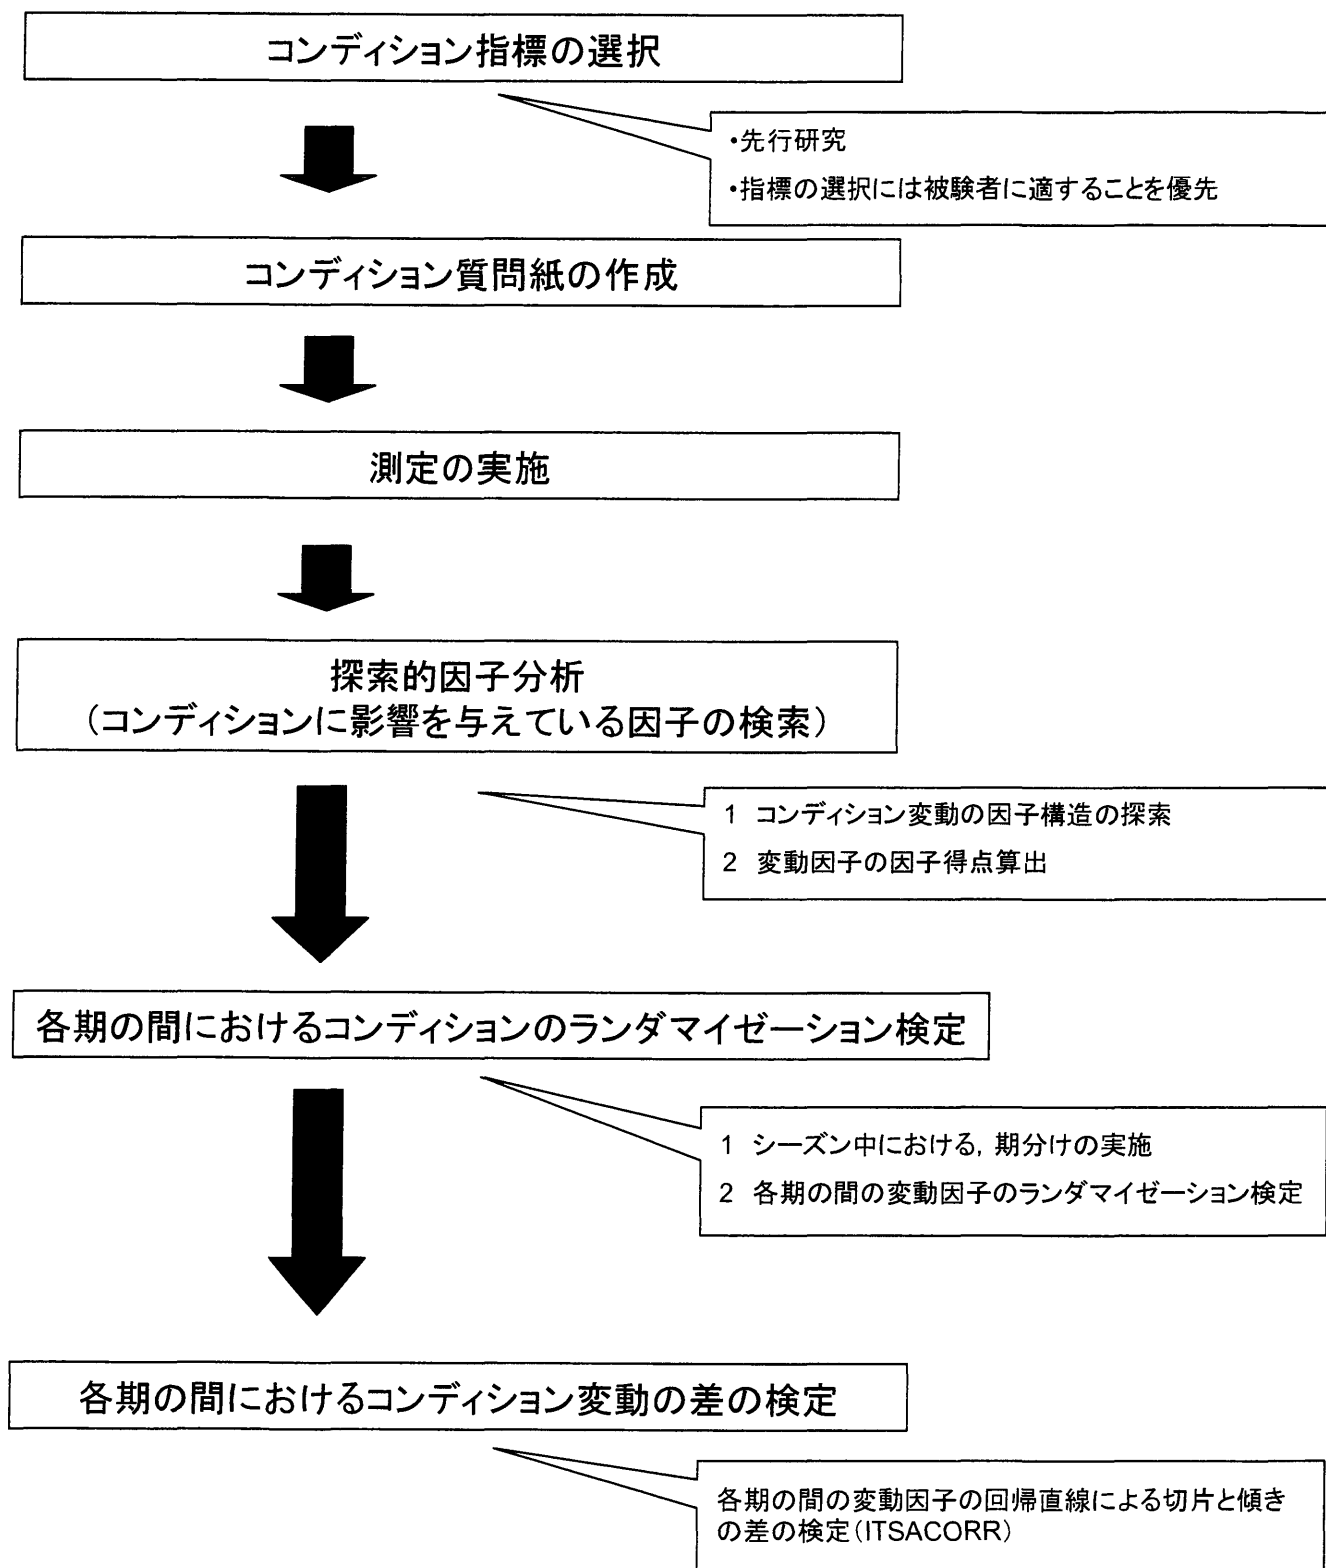 コンディション指標の選択
・先行研究
・指標の選択には被験者に適することを優先
コンディション質問紙の作成
測定の実施
探索的因子分析
（コンディションに影響を与えている因子の検索）
1 コンディション変動の因子構造の探索
2 変動因子の因子得点算出
各期の間におけるコンディションのランダマイゼーション検定
1 シーズン中における, 期分けの実施
2 各期の間の変動因子のランダマイゼーション検定
各期の間におけるコンディション変動の差の検定
各期の間の変動因子の回帰直線による切片と傾き
の差の検定(ITSACORR)